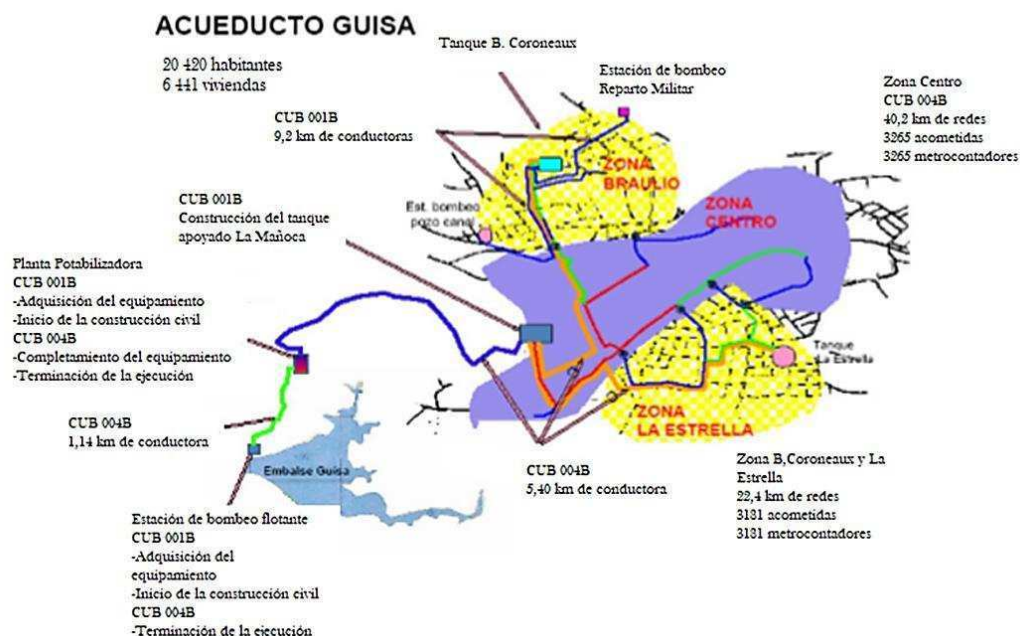 ACUEDUCTO GUISA
20 420 habitantes
6 441 viviendas
Tanque B. Coroneaux
Estación de bombeo
Reparto Militar
Zona Centro
CUB 004B
40,2 km de redes
3265 acometidas
3265 metrocontadores
CUB 001B
9,2 km de conductoras
ZONA
BRAULIO
ZONA
CENTRO
Est. bombeo
pozo canal
CUB 001B
Construcción del tanque
apoyado La Mañoca
Planta Potabilizadora
CUB 001B
-Adquisición del equipamiento
-Inicio de la construcción civil
CUB 004B
-Completamiento del equipamiento
-Terminación de la ejecución
Tanque
La Estrella
ZONA
LA ESTRELLA
CUB 004B
1,14 km de conductora
Embalse Guisa
CUB 004B
5,40 km de conductora
Zona B,Coroneaux y La
Estrella
22,4 km de redes
3181 acometidas
3181 metrocontadores
Estación de bombeo flotante
CUB 001B
-Adquisición del
equipamiento
-Inicio de la construcción civil
CUB 004B
-Terminación de la ejecución